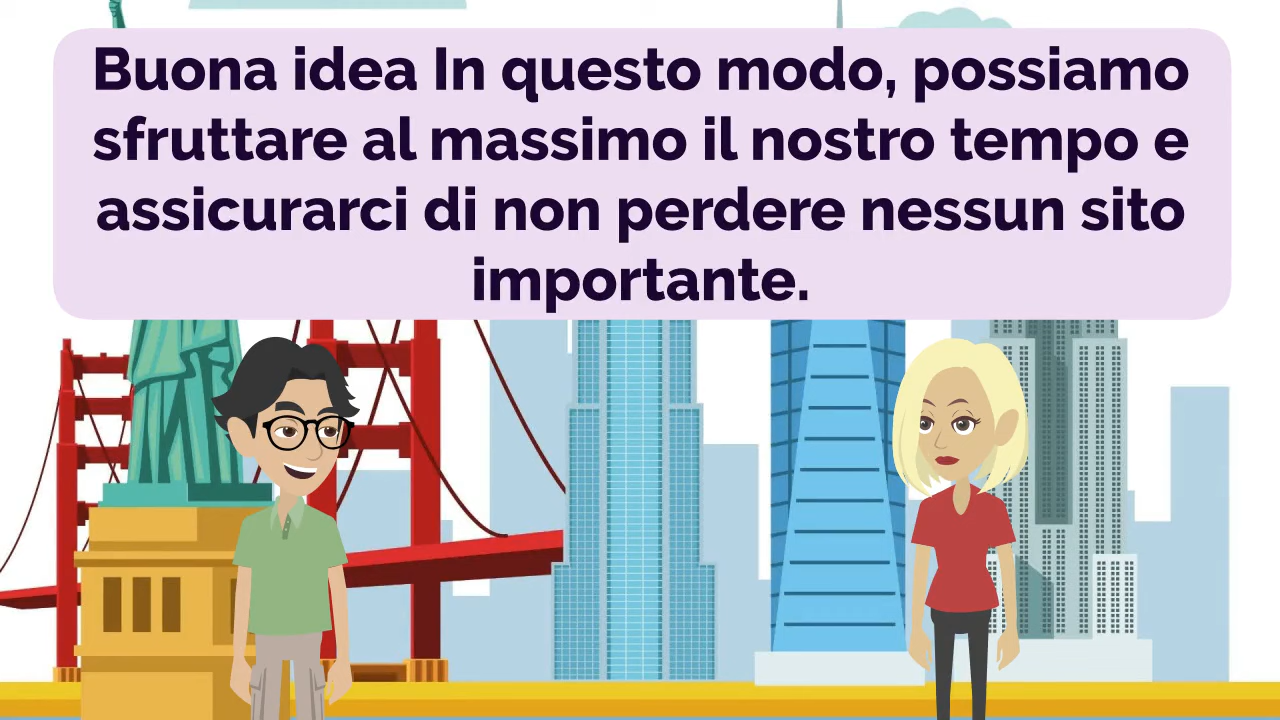 Buona idea In questo modo, possiamo
sfruttare al massimo il nostro tempo e
assicurarci di non perdere nessun sito
importante.